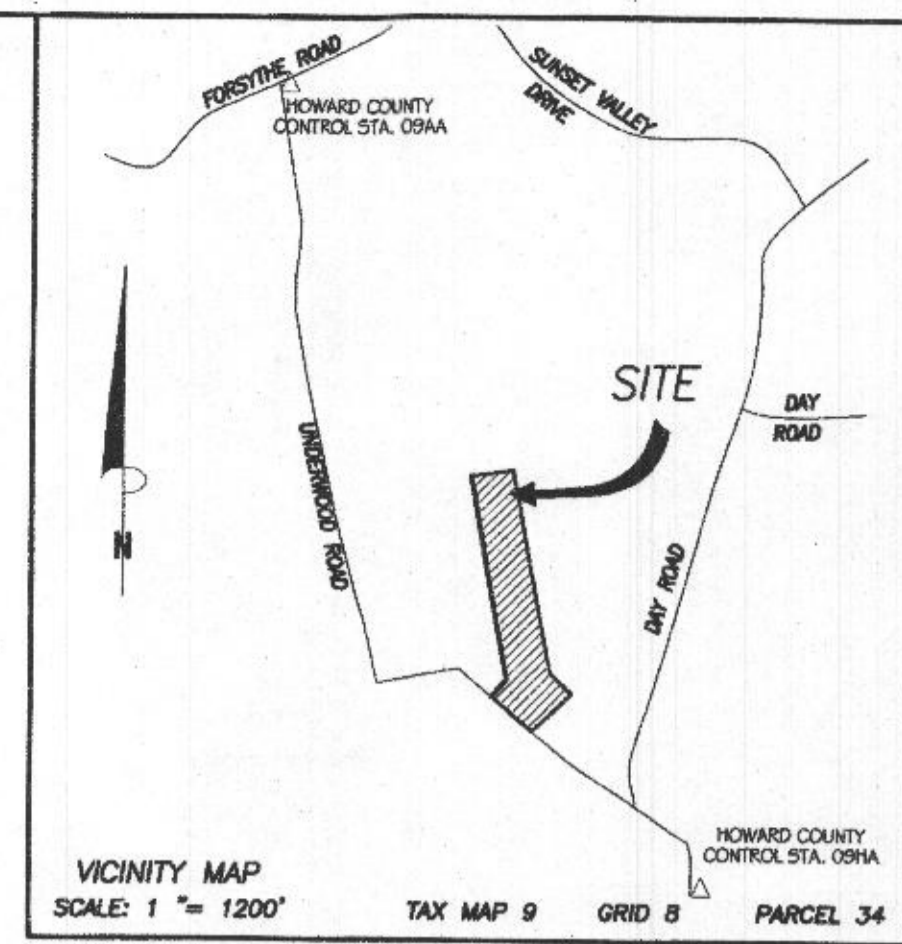 FORSYTHE ROAD
SUNSET VALLEY
DRIVE
HOWARD COUNTY
CONTROL STA. 09AA
SITE
DAY
ROAD
UNDERWOOD ROAD
N
DAY ROAD
HOWARD COUNTY
CONTROL STA. 09HA
VICINITY MAP
SCALE: 1 "= 1200'
TAX MAP 9 GRID 8 PARCEL 34